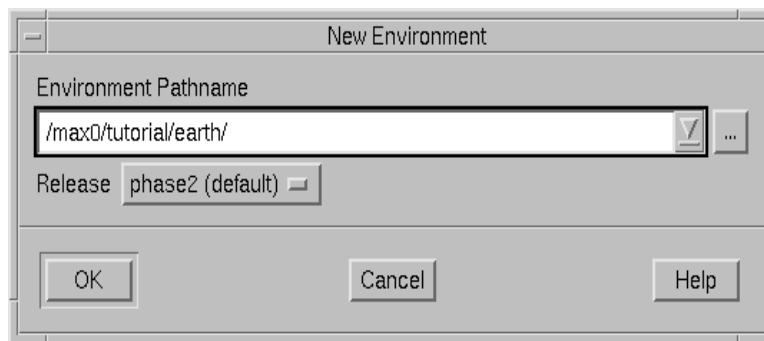 New Environment
Environment Pathname
/max0/tutorial/earth/
...
Release phase2 (default)
OK Cancel Help